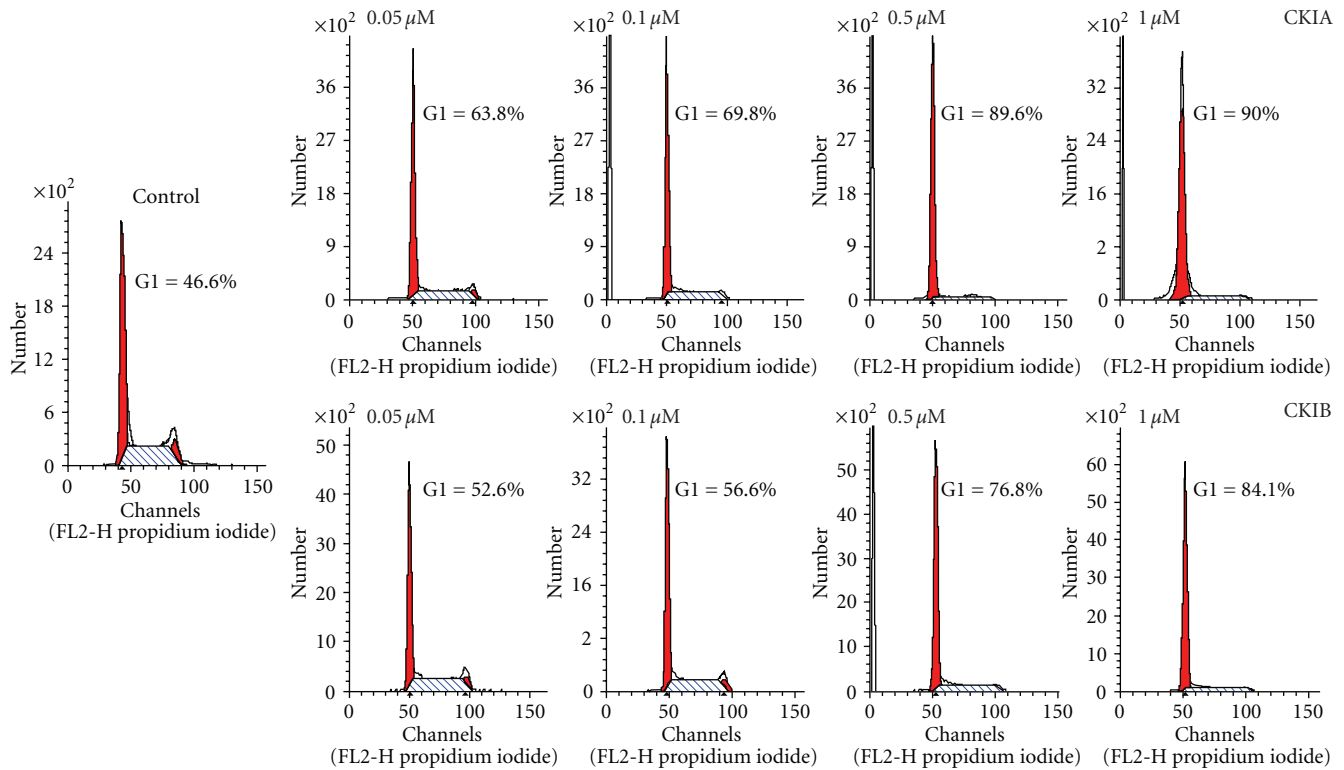 ×10² 0.05 μM
36
27
18
9
0
Number
G1 = 63.8%
0 50 100 150
Channels
(FL2-H propidium iodide)
×10² 0.1 μM
36
27
18
9
0
Number
G1 = 69.8%
0 50 100 150
Channels
(FL2-H propidium iodide)
×10² 0.5 μM
36
27
18
9
0
Number
G1 = 89.6%
0 50 100 150
Channels
(FL2-H propidium iodide)
×10² 1 μM
CKIA
32
24
16
2
0
Number
G1 = 90%
0 50 100 150
Channels
(FL2-H propidium iodide)
×10²
Control
24
18
12
6
0
Number
G1 = 46.6%
0 50 100 150
Channels
(FL2-H propidium iodide)
×10² 0.05 μM
50
40
30
20
10
0
Number
G1 = 52.6%
0 50 100 150
Channels
(FL2-H propidium iodide)
×10² 0.1 μM
32
24
16
2
0
Number
G1 = 56.6%
0 50 100 150
Channels
(FL2-H propidium iodide)
×10² 0.5 μM
50
40
30
20
10
0
Number
G1 = 76.8%
0 50 100 150
Channels
(FL2-H propidium iodide)
×10² 1 μM
CKIB
60
50
40
30
20
10
0
Number
G1 = 84.1%
0 50 100 150
Channels
(FL2-H propidium iodide)